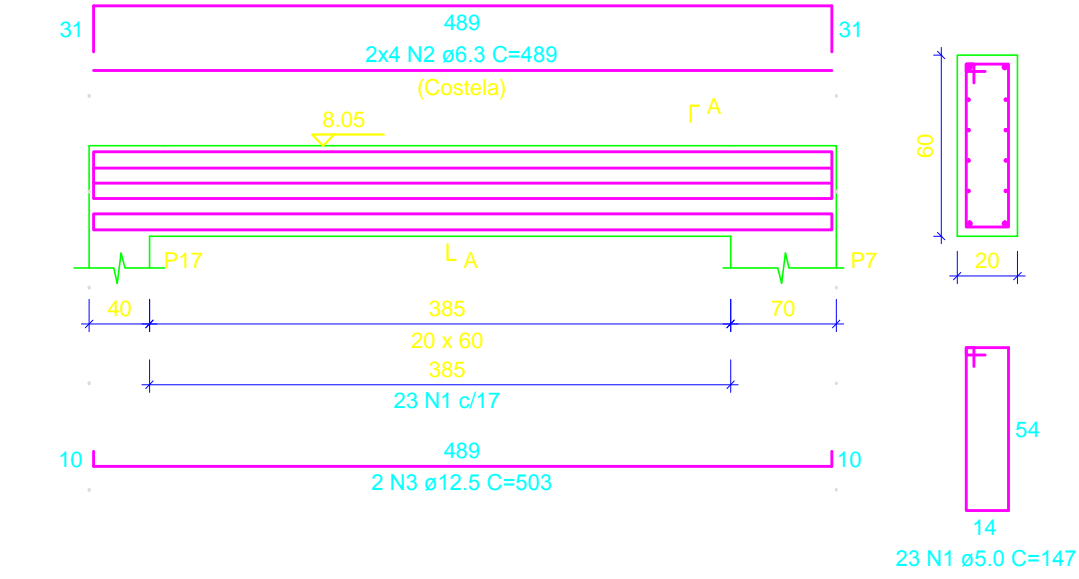 31
489
31
2x4 N2 ø6.3 C=489
(Costela)
8.05
A
60
P17
A
P7
20
40
385
70
20 x 60
385
23 N1 c/17
54
489
10
10
2 N3 ø12.5 C=503
14
23 N1 ø5.0 C=147